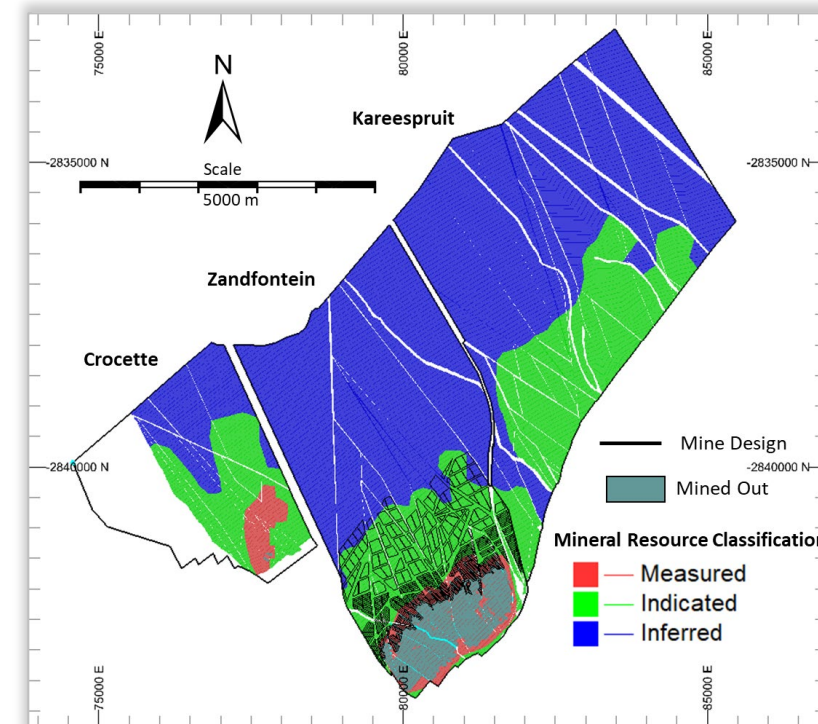 75000 E
80000 E
85000 E
N
Kareespruit
-2835000 N
-2835000 N
Scale
5000 m
Zandfontein
Crocette
Mine Design
-2840000 N
-2840000 N
Mined Out
Mineral Resource Classification
Measured
Indicated
Inferred
75000 E
80000 E
85000 E